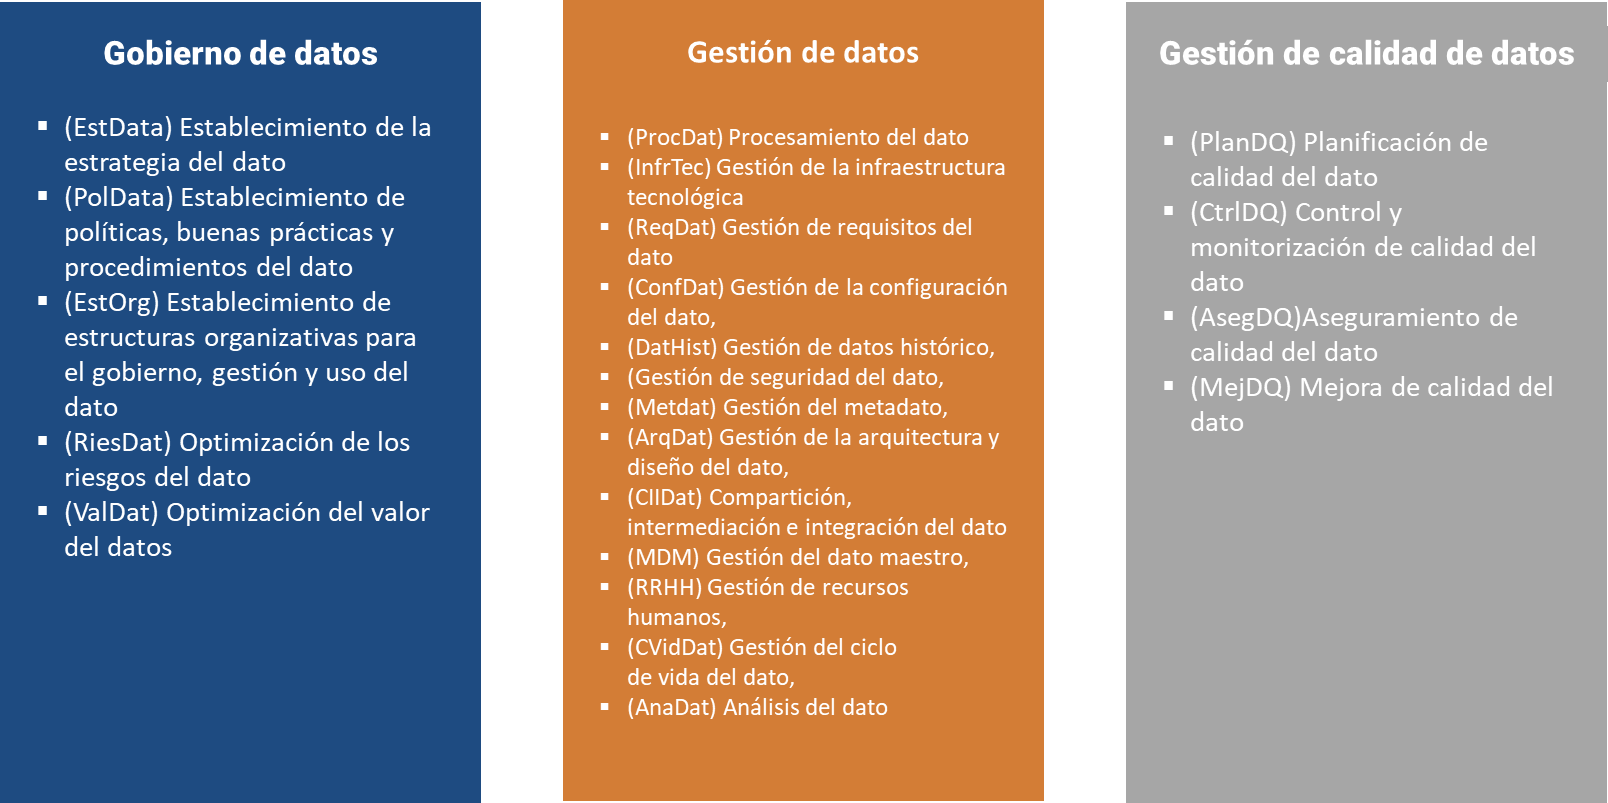 Gobierno de datos
▪ (EstData) Establecimiento de la
estrategia del dato
▪ (PolData) Establecimiento de
políticas, buenas prácticas y
procedimientos del dato
▪ (EstOrg) Establecimiento de
estructuras organizativas para
el gobierno, gestión y uso del
dato
▪ (RiesDat) Optimización de los
riesgos del dato
▪ (ValDat) Optimización del valor
del datos
Gestión de datos
▪ (ProcDat) Procesamiento del dato
▪ (InfrTec) Gestión de la infraestructura
tecnológica
▪ (ReqDat) Gestión de requisitos del
dato
▪ (ConfDat) Gestión de la configuración
del dato,
▪ (DatHist) Gestión de datos histórico,
▪ (Gestión de seguridad del dato,
▪ (Metdat) Gestión del metadato,
▪ (ArqDat) Gestión de la arquitectura y
diseño del dato,
▪ (CIIDat) Compartición,
intermediación e integración del dato
▪ (MDM) Gestión del dato maestro,
▪ (RRHH) Gestión de recursos
humanos,
▪ (CVidDat) Gestión del ciclo
de vida del dato,
▪ (AnaDat) Análisis del dato
Gestión de calidad de datos
▪ (PlanDQ) Planificación de
calidad del dato
▪ (CtrlDQ) Control y
monitorización de calidad del
dato
▪ (AsegDQ)Aseguramiento de
calidad del dato
▪ (MejDQ) Mejora de calidad del
dato